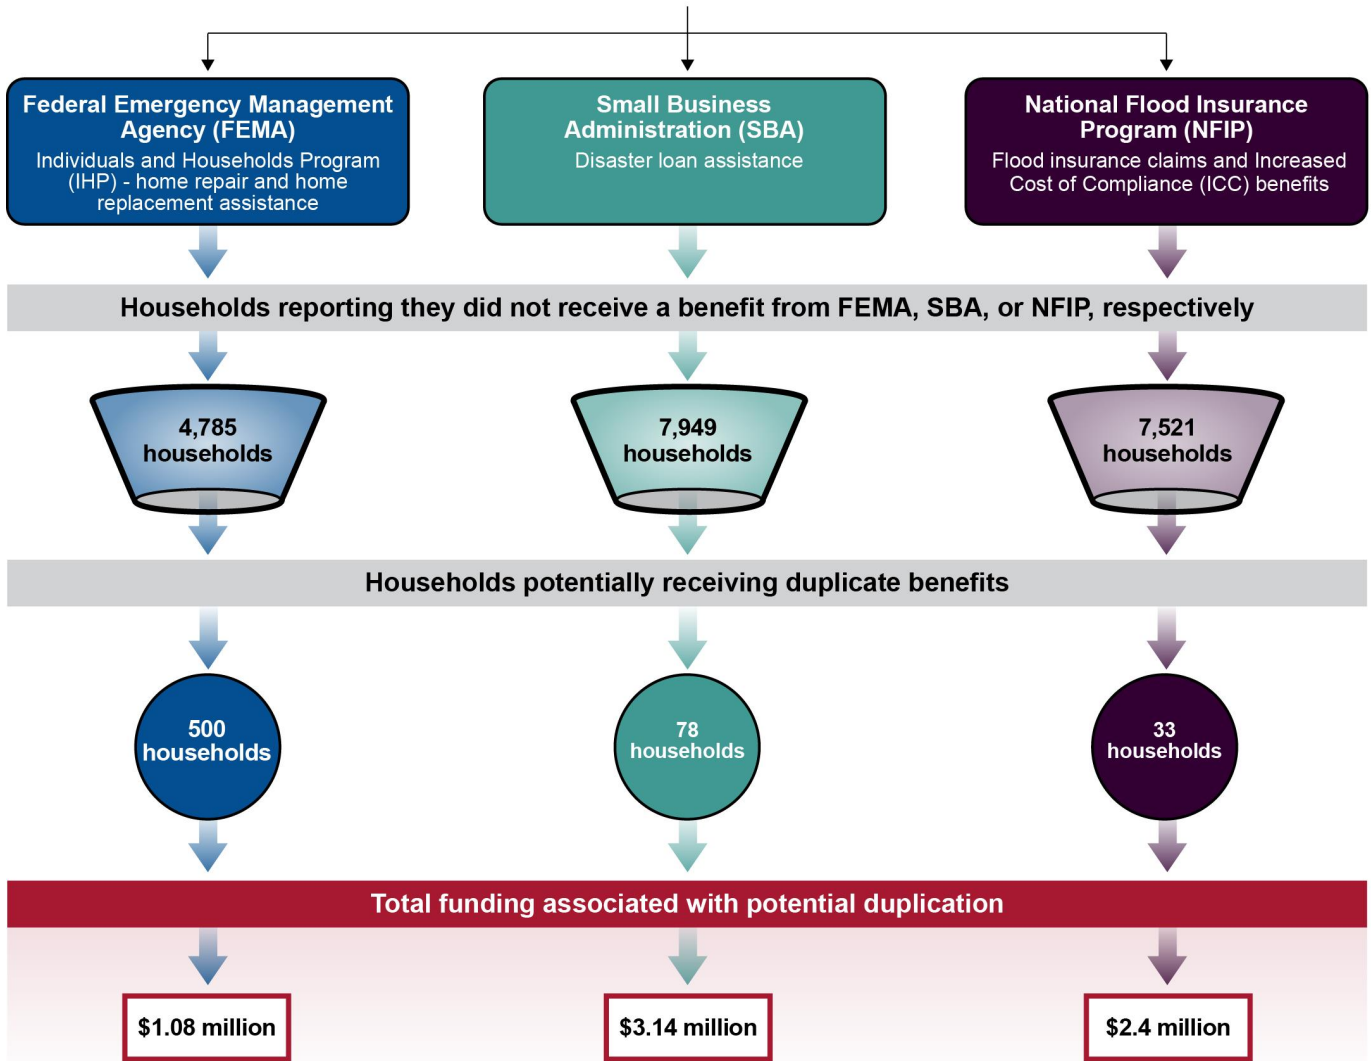 Federal Emergency Management
Agency (FEMA)
Individuals and Households Program
(IHP) - home repair and home
replacement assistance
Small Business
Administration (SBA)
Disaster loan assistance
National Flood Insurance
Program (NFIP)
Flood insurance claims and Increased
Cost of Compliance (ICC) benefits
Households reporting they did not receive a benefit from FEMA, SBA, or NFIP, respectively
4,785
households
7,949
households
7,521
households
Households potentially receiving duplicate benefits
500
households
78
households
33
households
Total funding associated with potential duplication
$1.08 million
$3.14 million
$2.4 million